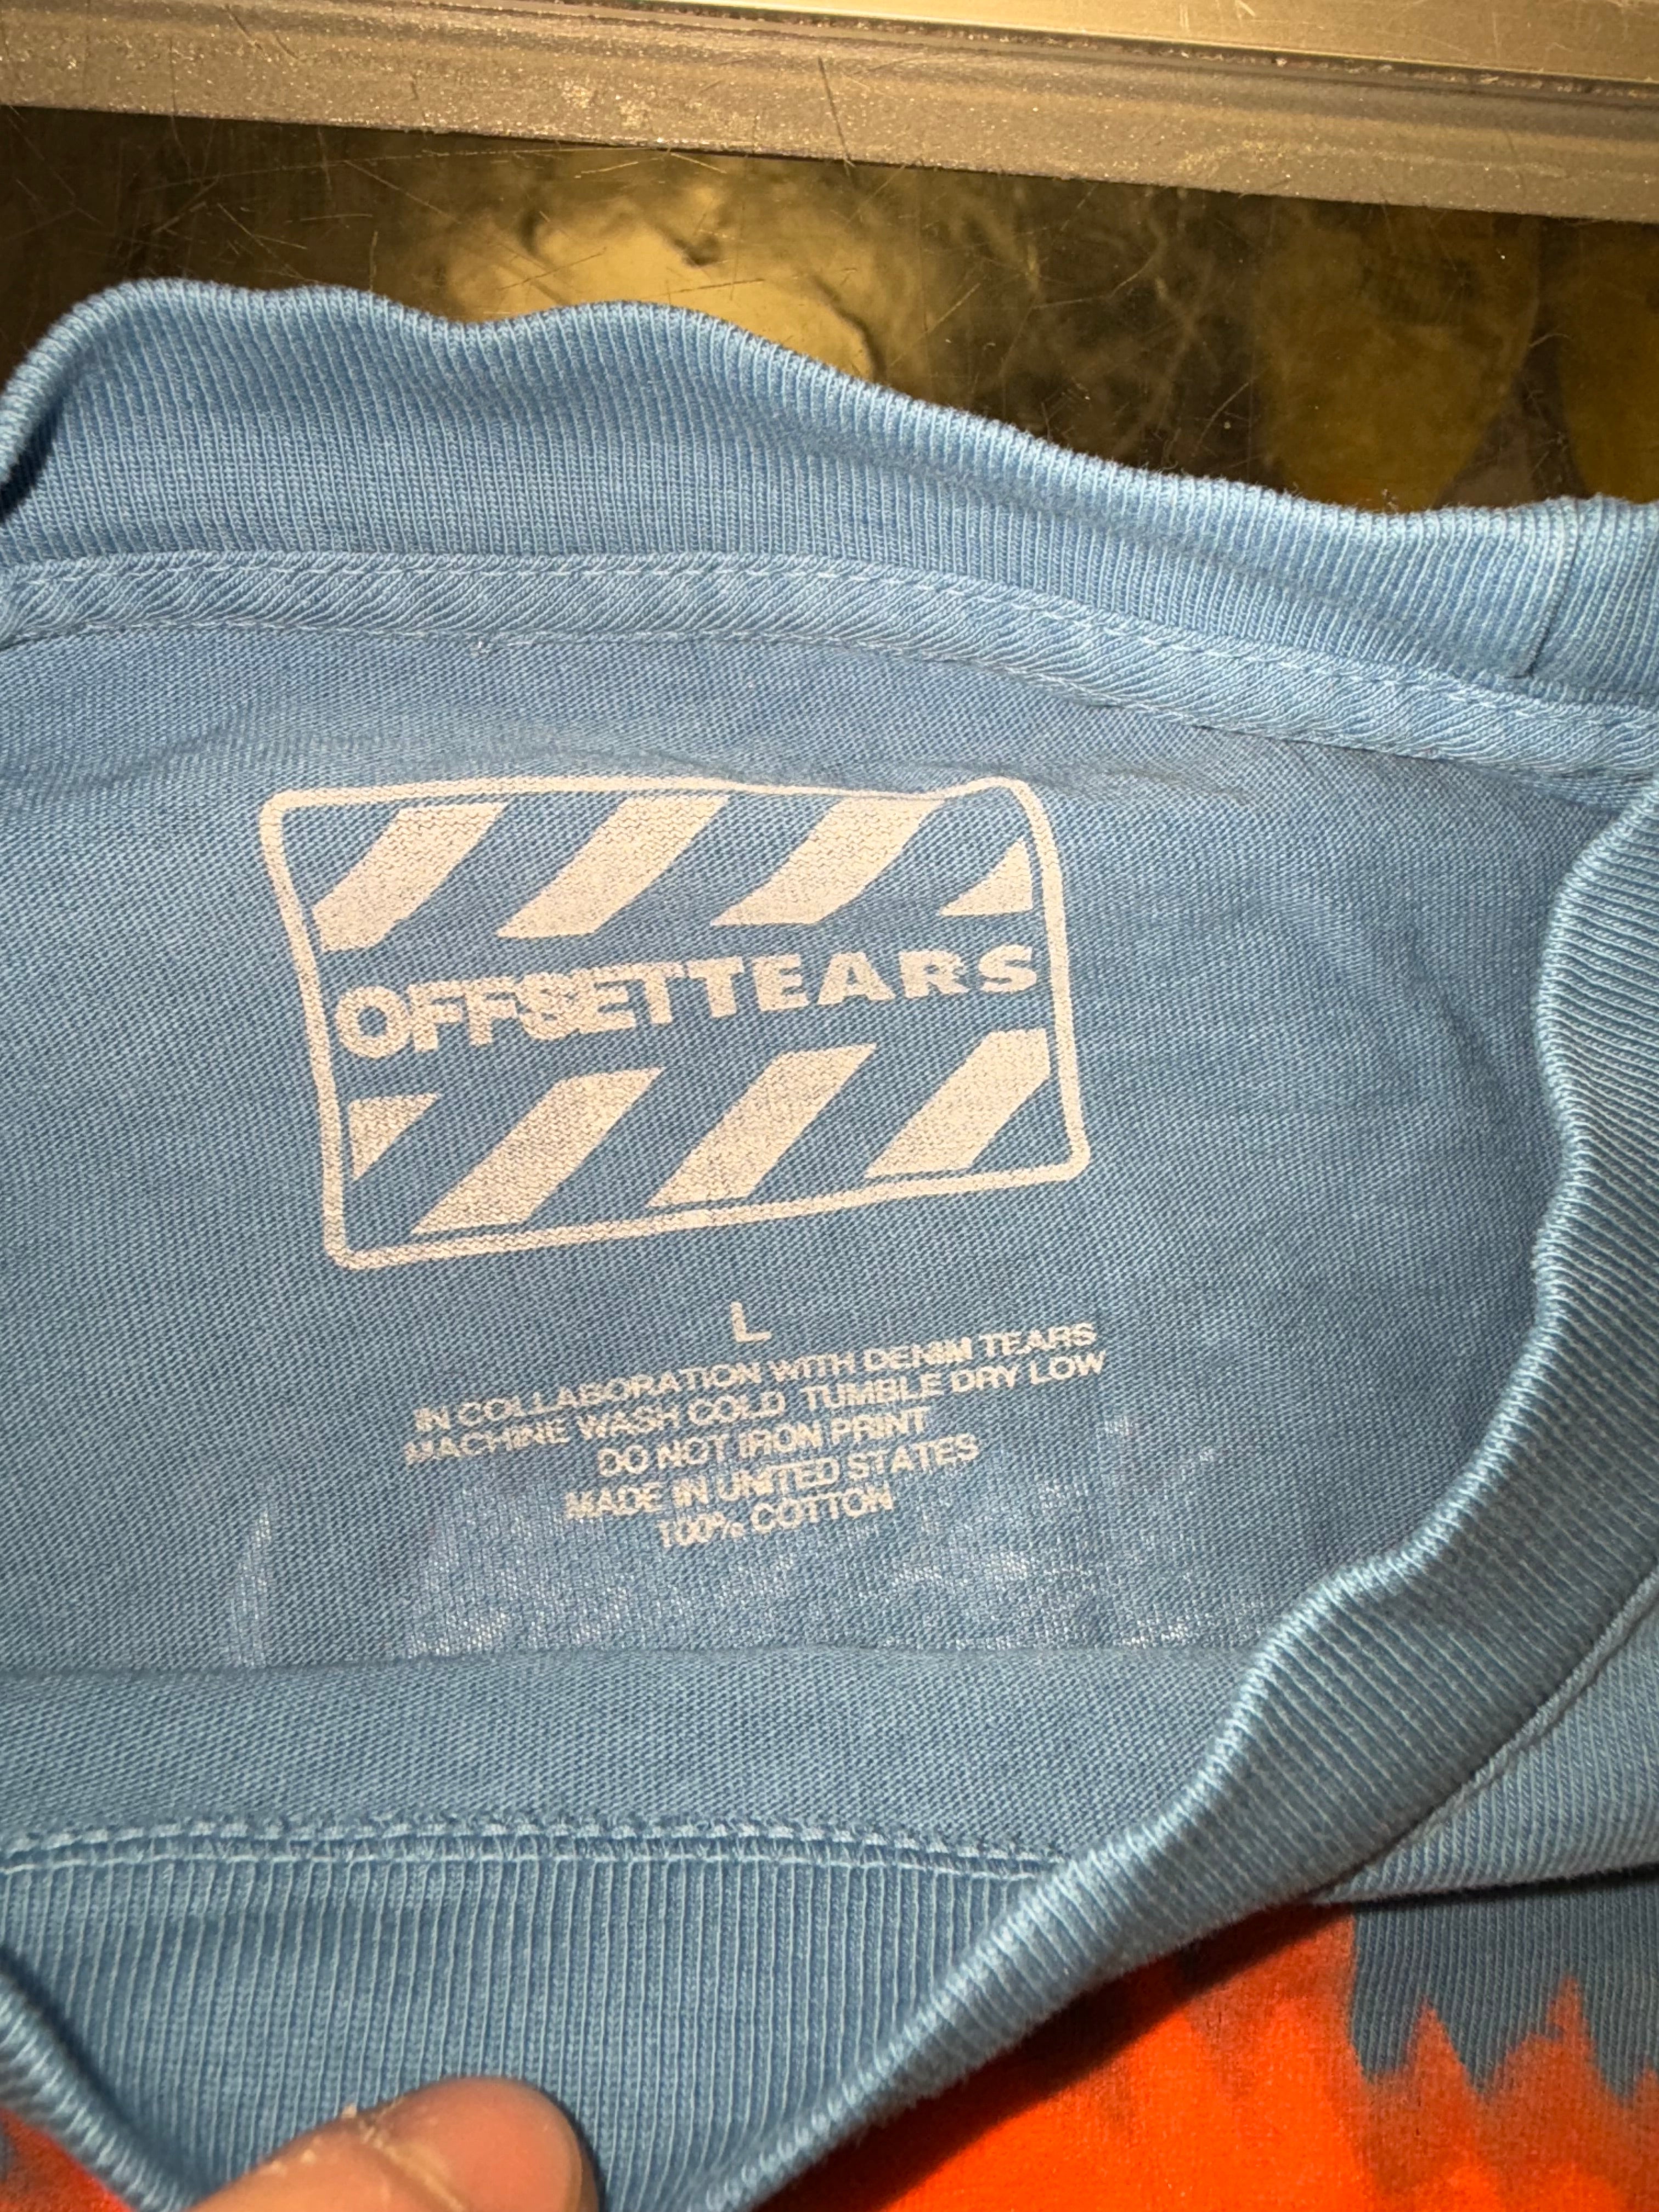 OFFSETTEARS
L
IN COLLABORATION WITH DENIM TEARS
MACHINE WASH COLD TUMBLE DRY LOW
DO NOT IRON PRINT
MADE IN UNITED STATES
100% COTTON